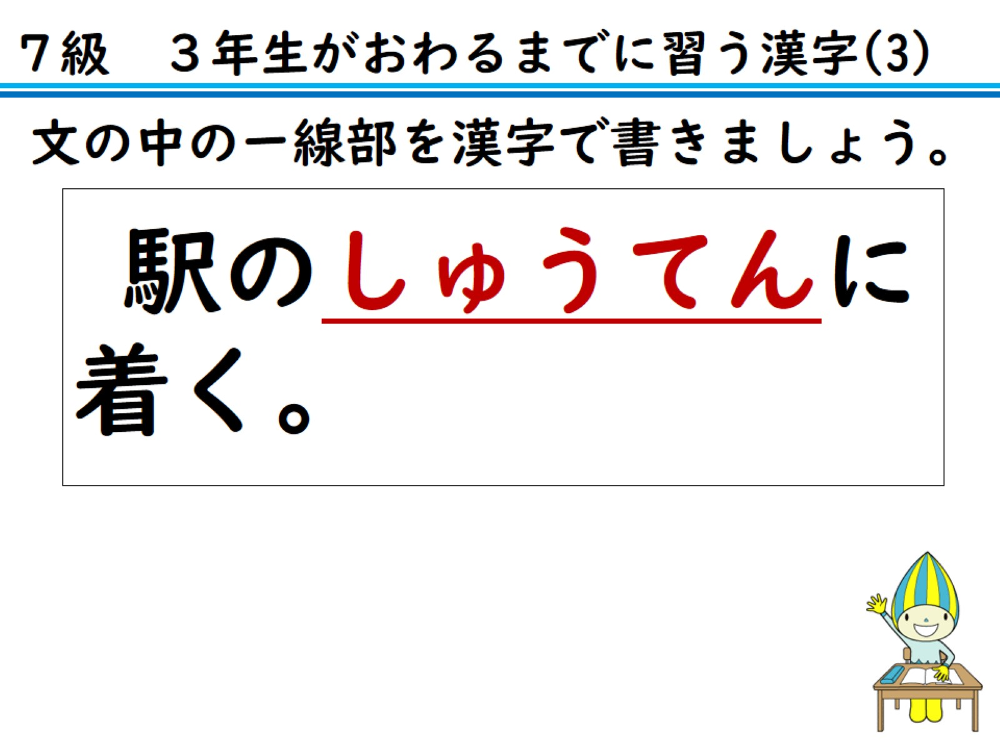 ７級　３年生がおわるまでに習う漢字(3)
文の中の―線部を漢字で書きましょう。
駅のしゅうてんに
着く。